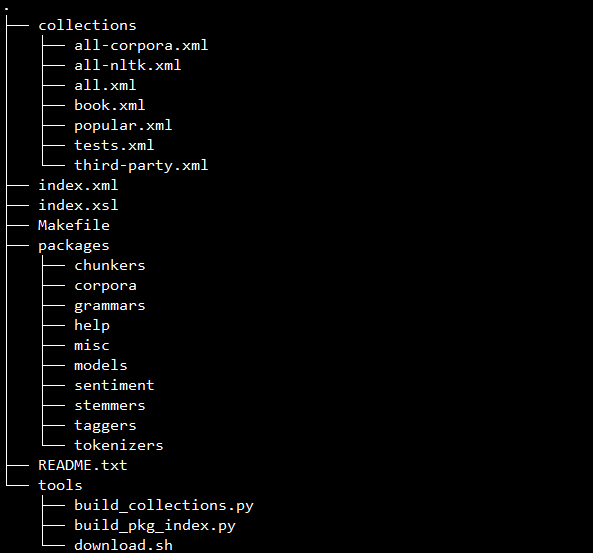 .
├── collections
│   ├── all-corpora.xml
│   ├── all-nltk.xml
│   ├── all.xml
│   ├── book.xml
│   ├── popular.xml
│   ├── tests.xml
│   └── third-party.xml
├── index.xml
├── index.xsl
├── Makefile
├── packages
│   ├── chunkers
│   ├── corpora
│   ├── grammars
│   ├── help
│   ├── misc
│   ├── models
│   ├── sentiment
│   ├── stemmers
│   ├── taggers
│   └── tokenizers
├── README.txt
└── tools
    ├── build_collections.py
    ├── build_pkg_index.py
    └── download.sh